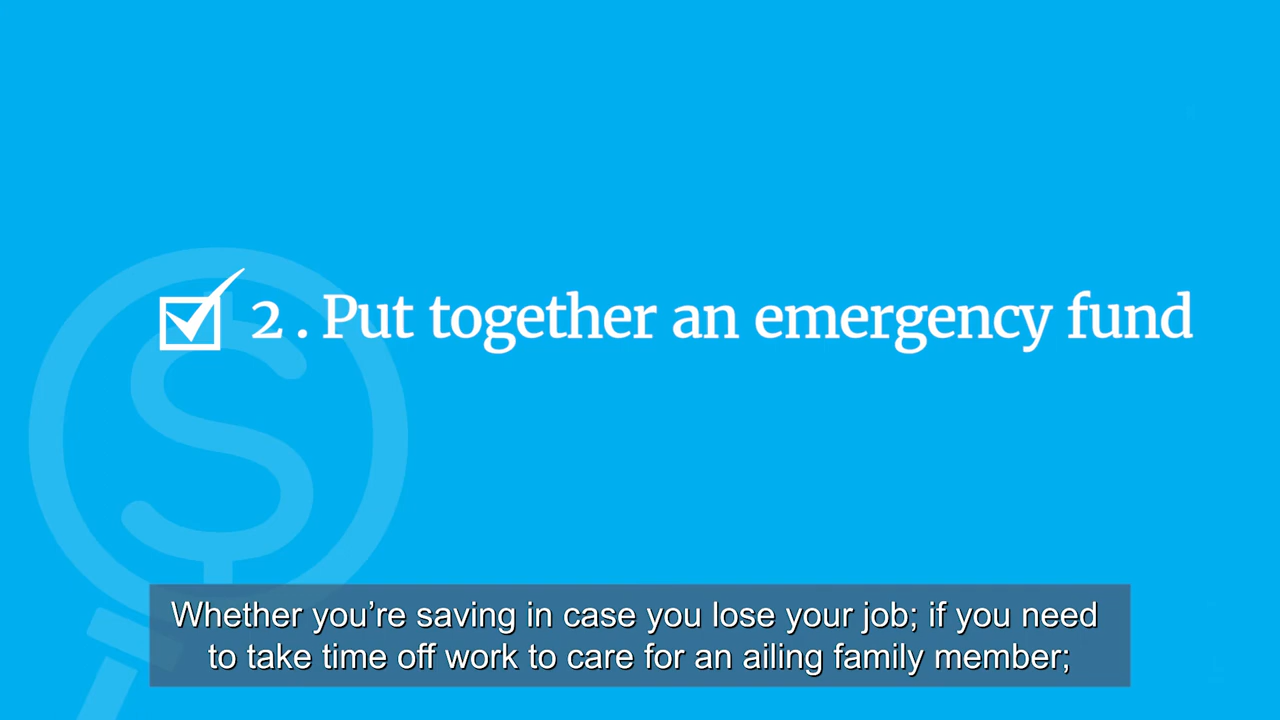 2 . Put together an emergency fund
Whether you’re saving in case you lose your job; if you need
to take time off work to care for an ailing family member;